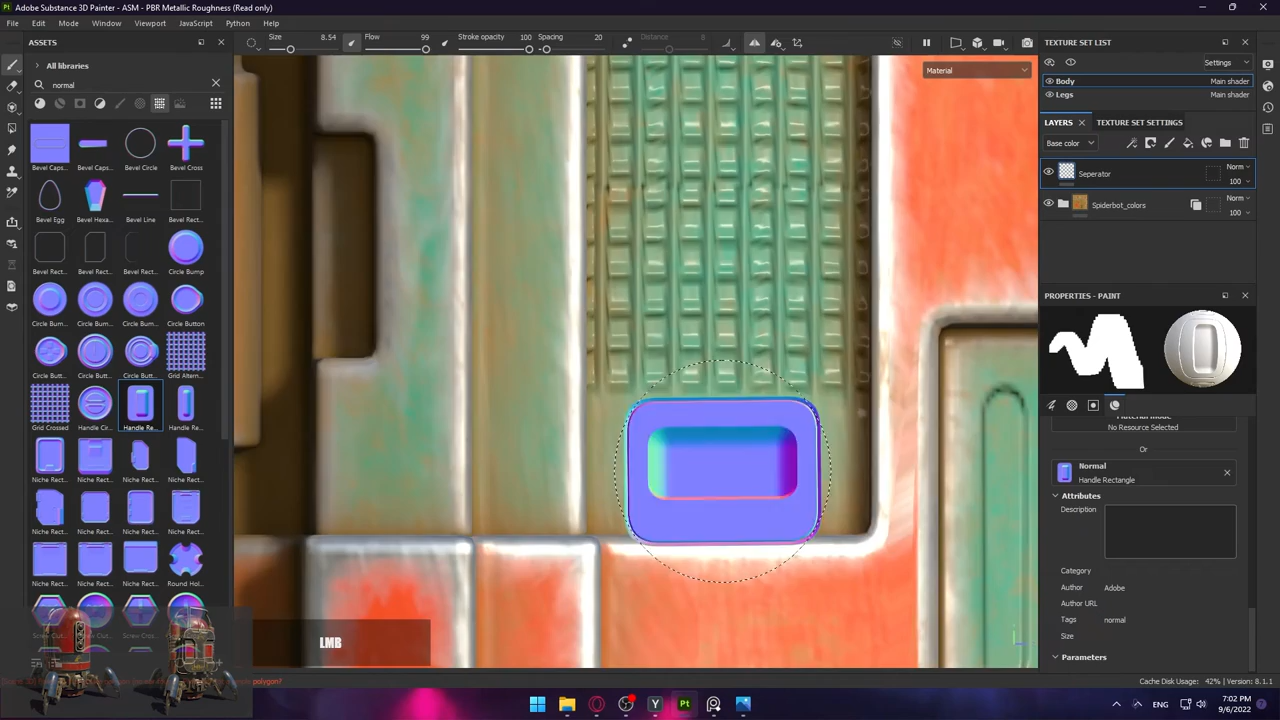 Adobe Substance 3D Painter - ASM - PBR Metallic Roughness (Read only)
File Edit Mode Window Viewport JavaScript Python Help
ASSETS
Size 8.54 Flow 99 Stroke opacity 100 Spacing 20 Distance 8
All libraries
normal
Material
Bevel Caps... Bevel Caps... Bevel Circle Bevel Cross
Bevel Egg Bevel Hexa... Bevel Line Bevel Rect...
Bevel Rect... Bevel Rect... Bevel Rect... Circle Bump
Circle Bum... Circle Bum... Circle Bum... Circle Button
Circle Butt... Circle Butt... Circle Butt... Grid Altern...
Grid Crossed Handle Cir... Handle Re... Handle Re...
Niche Rect... Niche Rect... Niche Rect... Niche Rect...
Niche Rect... Niche Rect... Niche Rect... Niche Rect...
Niche Rect... Niche Rect... Niche Rect... Round Hol...
LMB
polygon?
TEXTURE SET LIST
Settings
Body Main shader
Legs Main shader
LAYERS TEXTURE SET SETTINGS
Base color
Seperator Norm 100
Spiderbot_colors Norm 100
PROPERTIES - PAINT
Material Mode
No Resource Selected
Or
Normal
Handle Rectangle
Attributes
Description
Category
Author Adobe
Author URL
Tags normal
Size
Parameters
Cache Disk Usage: 42% | Version: 8.1.1
ENG
7:02 PM
9/6/2022